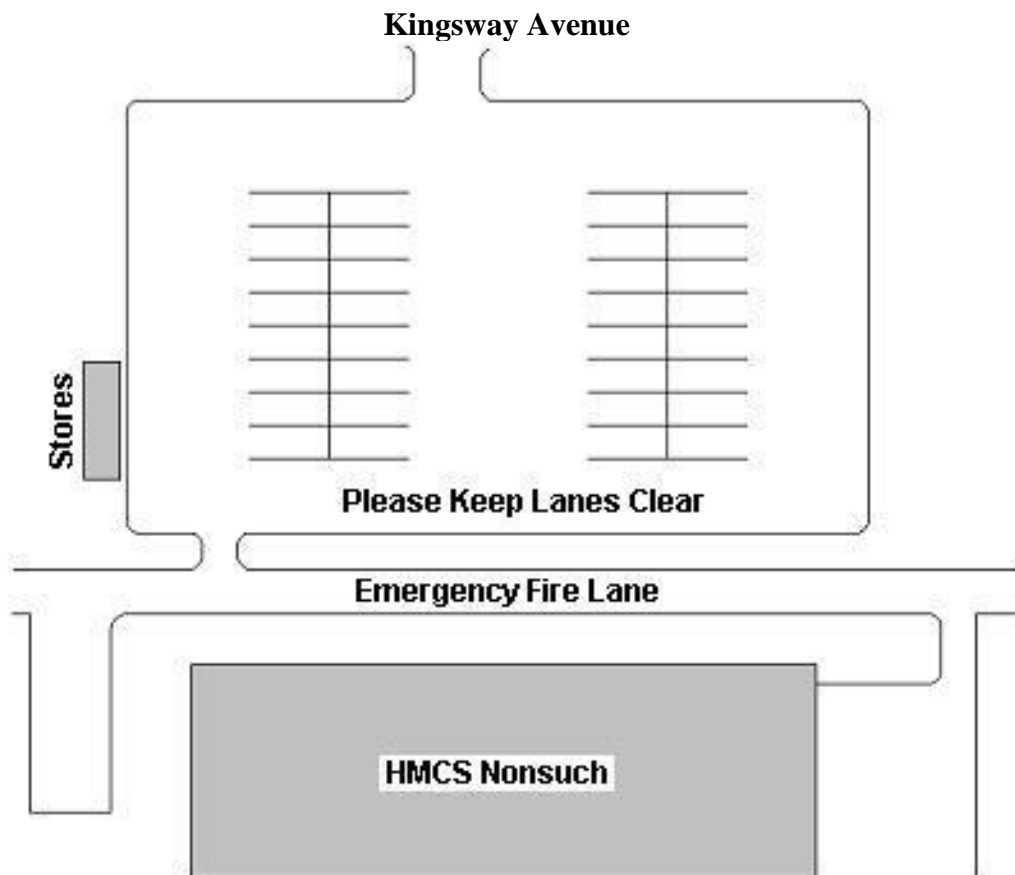 Kingsway Avenue
Stores
Please Keep Lanes Clear
Emergency Fire Lane
HMCS Nonsuch